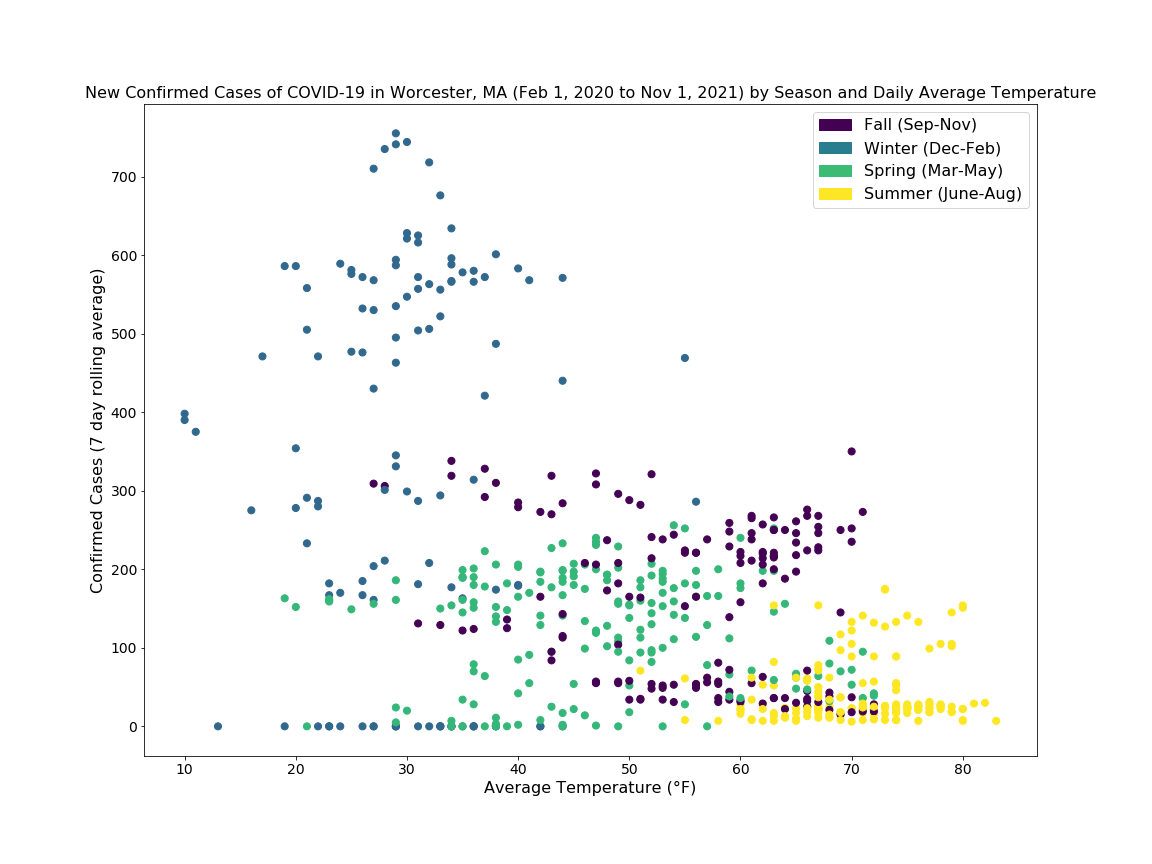 New Confirmed Cases of COVID-19 in Worcester, MA (Feb 1, 2020 to Nov 1, 2021) by Season and Daily Average Temperature
Fall (Sep-Nov)
Winter (Dec-Feb)
Spring (Mar-May)
Summer (June-Aug)
Confirmed Cases (7 day rolling average)
700
600
500
400
300
200
100
0
10 20 30 40 50 60 70 80
Average Temperature (°F)